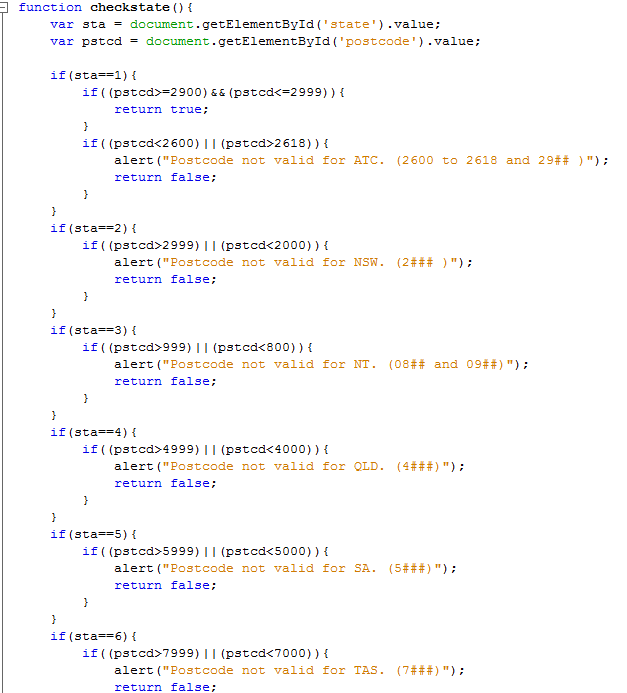 function checkstate(){
    var sta = document.getElementById('state').value;
    var pstcd = document.getElementById('postcode').value;

    if(sta==1){
        if((pstcd>=2900)&&(pstcd<=2999)){
            return true;
        }
        if((pstcd<2600)||(pstcd>2618)){
            alert("Postcode not valid for ATC. (2600 to 2618 and 29## )");
            return false;
        }
    }
    if(sta==2){
        if((pstcd>2999)||(pstcd<2000)){
            alert("Postcode not valid for NSW. (2### )");
            return false;
        }
    }
    if(sta==3){
        if((pstcd>999)||(pstcd<800)){
            alert("Postcode not valid for NT. (08## and 09##)");
            return false;
        }
    }
    if(sta==4){
        if((pstcd>4999)||(pstcd<4000)){
            alert("Postcode not valid for QLD. (4###)");
            return false;
        }
    }
    if(sta==5){
        if((pstcd>5999)||(pstcd<5000)){
            alert("Postcode not valid for SA. (5###)");
            return false;
        }
    }
    if(sta==6){
        if((pstcd>7999)||(pstcd<7000)){
            alert("Postcode not valid for TAS. (7###)");
            return false;